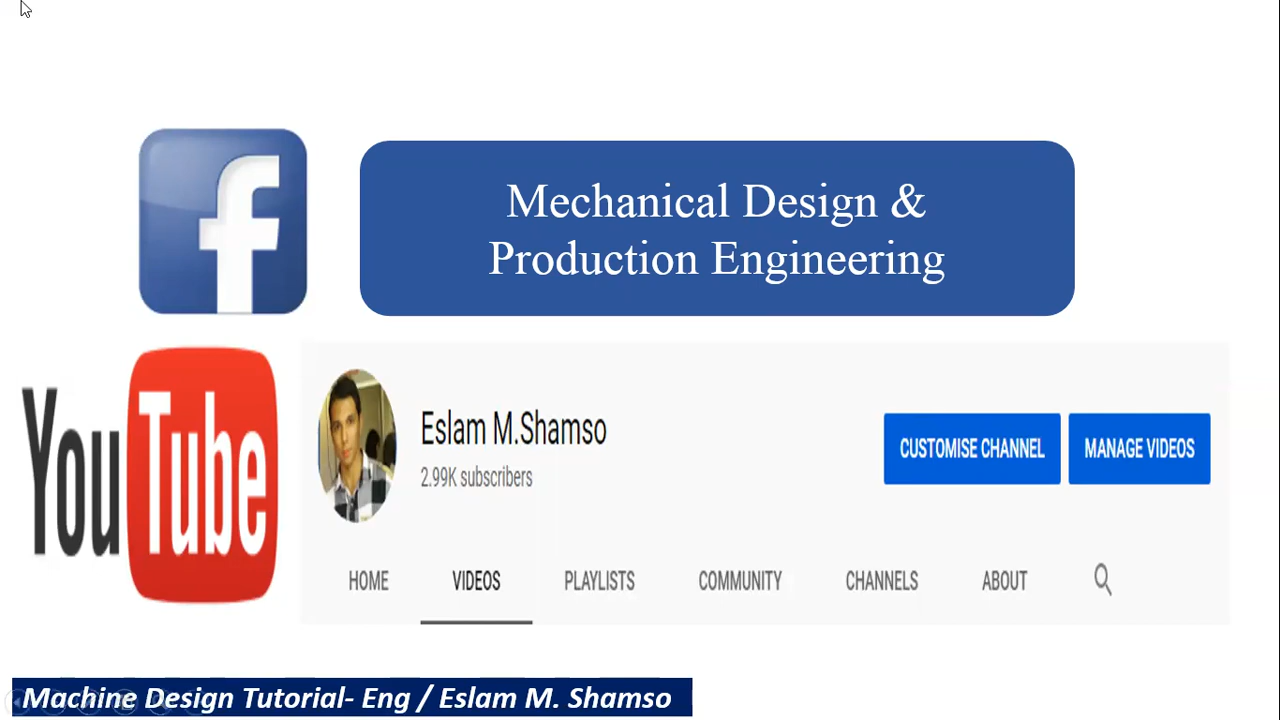 f
Mechanical Design &
Production Engineering
YouTube
Eslam M.Shamso
2.99K subscribers
CUSTOMISE CHANNEL
MANAGE VIDEOS
HOME VIDEOS PLAYLISTS COMMUNITY CHANNELS ABOUT
Machine Design Tutorial- Eng / Eslam M. Shamso